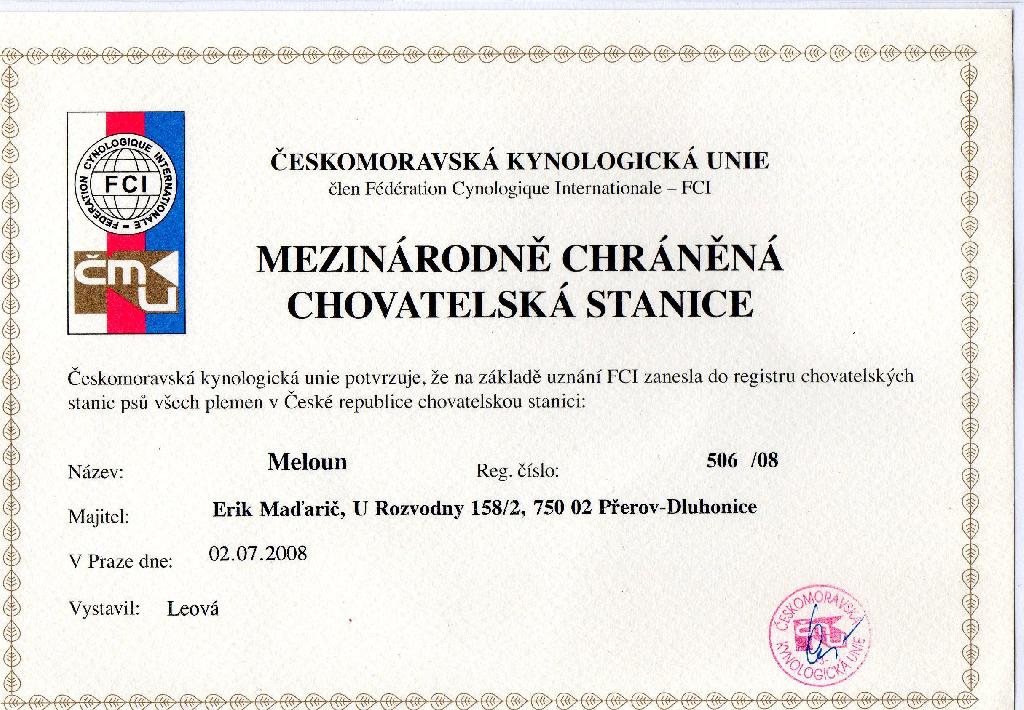 FEDERATION CYNOLOGIQUE INTERNATIONALE –
FCI
ČMKU
ČESKOMORAVSKÁ KYNOLOGICKÁ UNIE
člen Fédération Cynologique Internationale – FCI
MEZINÁRODNĚ CHRÁNĚNÁ
CHOVATELSKÁ STANICE
Českomoravská kynologická unie potvrzuje, že na základě uznání FCI zanesla do registru chovatelských
stanic psů všech plemen v České republice chovatelskou stanici:
Název: Meloun Reg. číslo: 506 /08
Majitel: Erik Maďarič, U Rozvodny 158/2, 750 02 Přerov-Dluhonice
V Praze dne: 02.07.2008
Vystavil: Leová
ČESKOMORAVSKÁ
KYNOLOGICKÁ UNIE